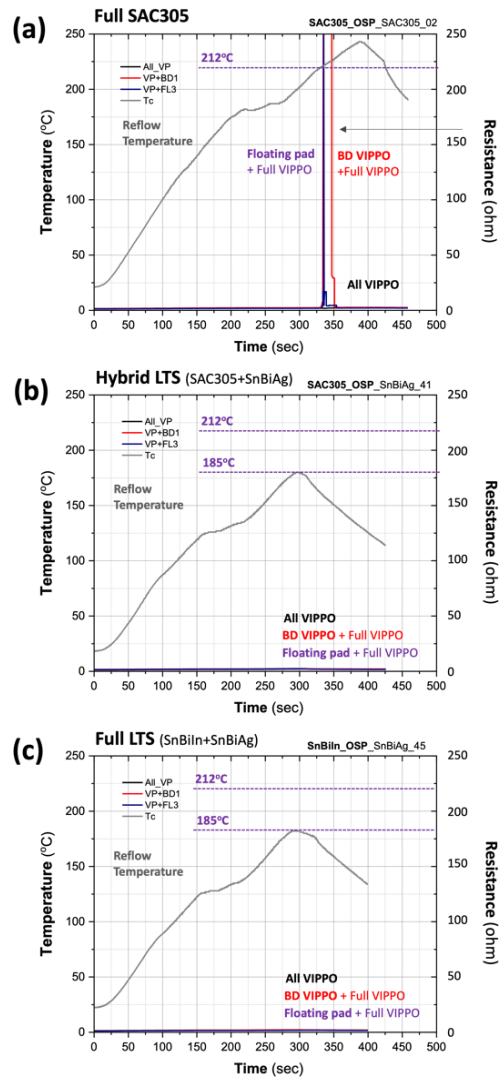 (a)
Full SAC305
SAC305_OSP_SAC305_02
250
200
150
100
50
0
Temperature (°C)
All_VP
VP+BD1
VP+FL3
Tc
212°C
Reflow
Temperature
Floating pad
+ Full VIPPO
BD VIPPO
+Full VIPPO
All VIPPO
250
200
150
100
50
0
Resistance (ohm)
0 50 100 150 200 250 300 350 400 450 500
Time (sec)
(b)
Hybrid LTS (SAC305+SnBiAg)
SAC305_OSP_SnBiAg_41
250
200
150
100
50
0
Temperature (°C)
All_VP
VP+BD1
VP+FL3
Tc
212°C
185°C
Reflow
Temperature
All VIPPO
BD VIPPO + Full VIPPO
Floating pad + Full VIPPO
250
200
150
100
50
0
Resistance (ohm)
0 50 100 150 200 250 300 350 400 450 500
Time (sec)
(c)
Full LTS (SnBiIn+SnBiAg)
SnBiIn_OSP_SnBiAg_45
250
200
150
100
50
0
Temperature (°C)
All_VP
VP+BD1
VP+FL3
Tc
212°C
185°C
Reflow
Temperature
All VIPPO
BD VIPPO + Full VIPPO
Floating pad + Full VIPPO
250
200
150
100
50
0
Resistance (ohm)
0 50 100 150 200 250 300 350 400 450 500
Time (sec)